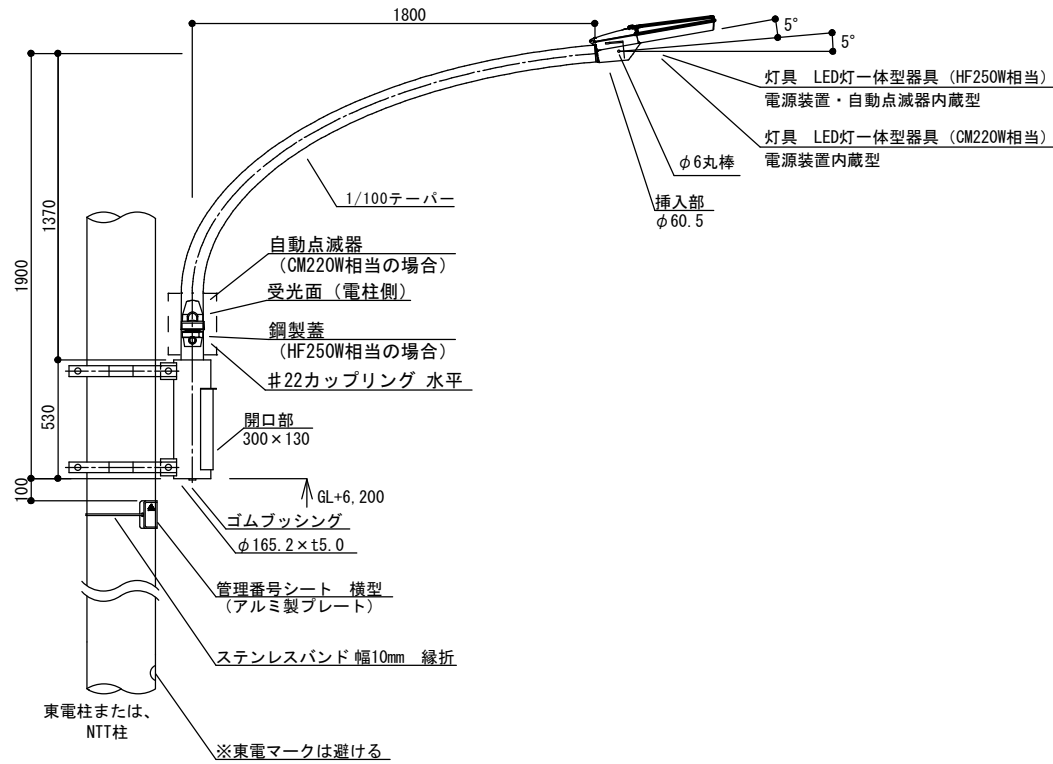 1800
5°
5°
灯具　LED灯一体型器具（HF250W相当）
電源装置・自動点滅器内蔵型
灯具　LED灯一体型器具（CM220W相当）
電源装置内蔵型
φ6丸棒
挿入部
φ60.5
1/100テーパー
1370
1900
530
100
自動点滅器
（CM220W相当の場合）
受光面（電柱側）
鋼製蓋
（HF250W相当の場合）
＃22カップリング 水平
開口部
300×130
GL+6,200
ゴムブッシング
φ165.2×t5.0
管理番号シート　横型
（アルミ製プレート）
ステンレスバンド 幅10mm　縁折
東電柱または、
NTT柱
※東電マークは避ける